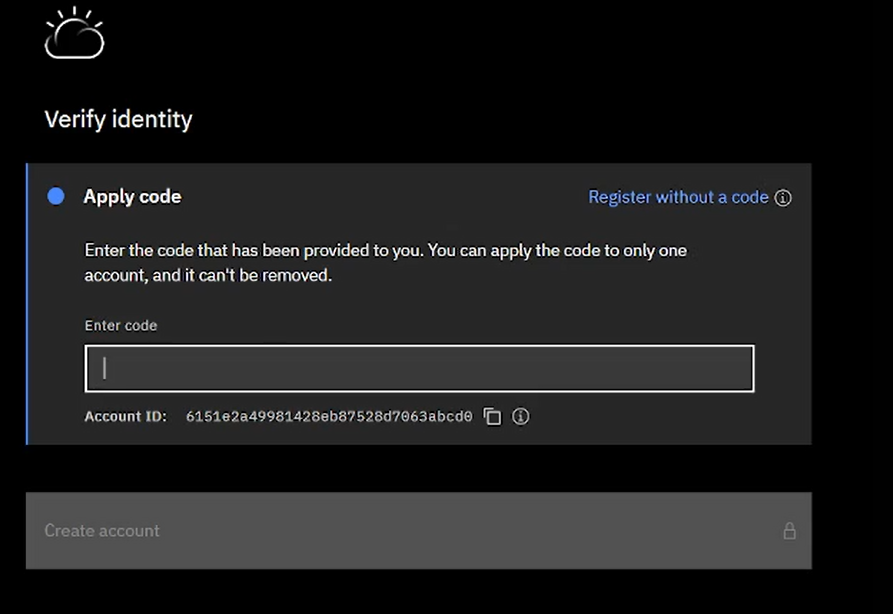 Verify identity
Apply code
Register without a code
Enter the code that has been provided to you. You can apply the code to only one
account, and it can't be removed.
Enter code
Account ID: 6151e2a49981428eb87528d7063abcd0
Create account